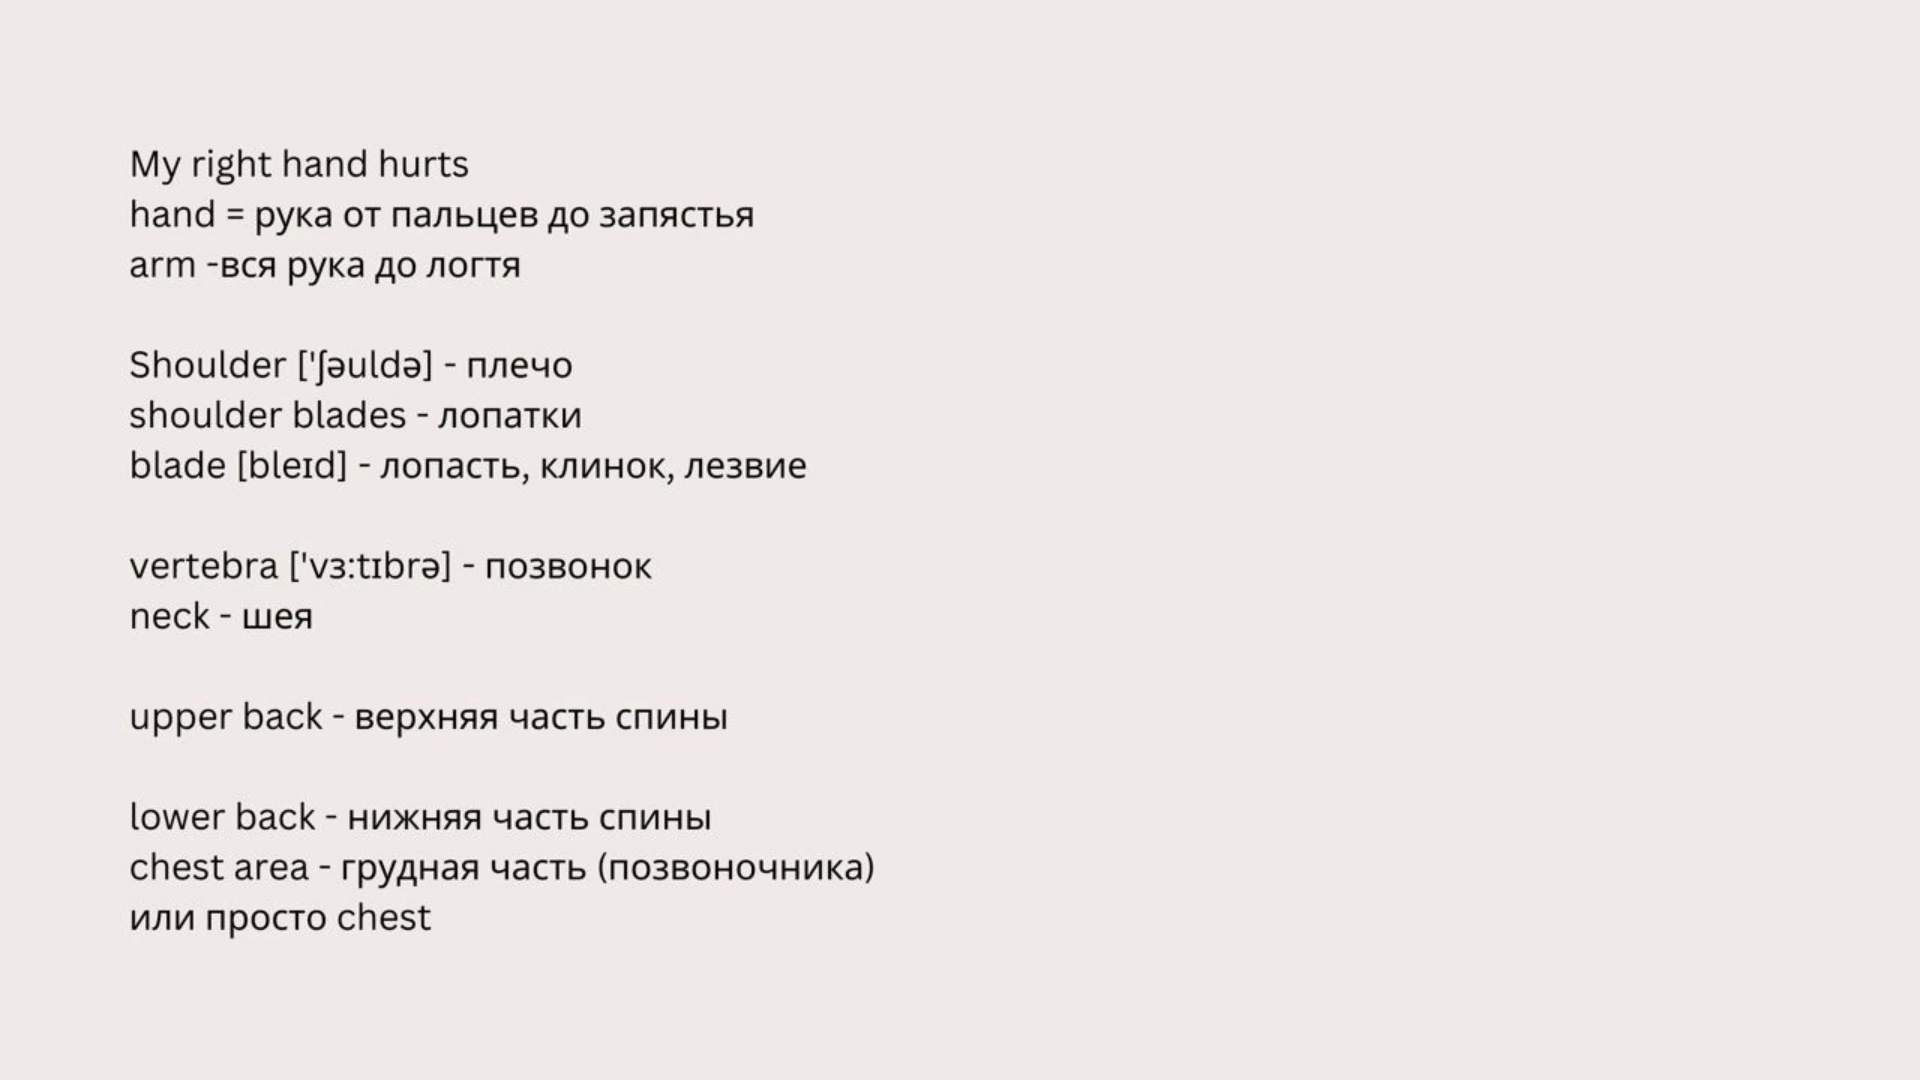 My right hand hurts
hand = рука от пальцев до запястья
arm -вся рука до логтя
Shoulder ['ʃəuldə] - плечо
shoulder blades - лопатки
blade [bleɪd] - лопасть, клинок, лезвие
vertebra ['vɜ:tɪbrə] - позвонок
neck - шея
upper back - верхняя часть спины
lower back - нижняя часть спины
chest area - грудная часть (позвоночника)
или просто chest